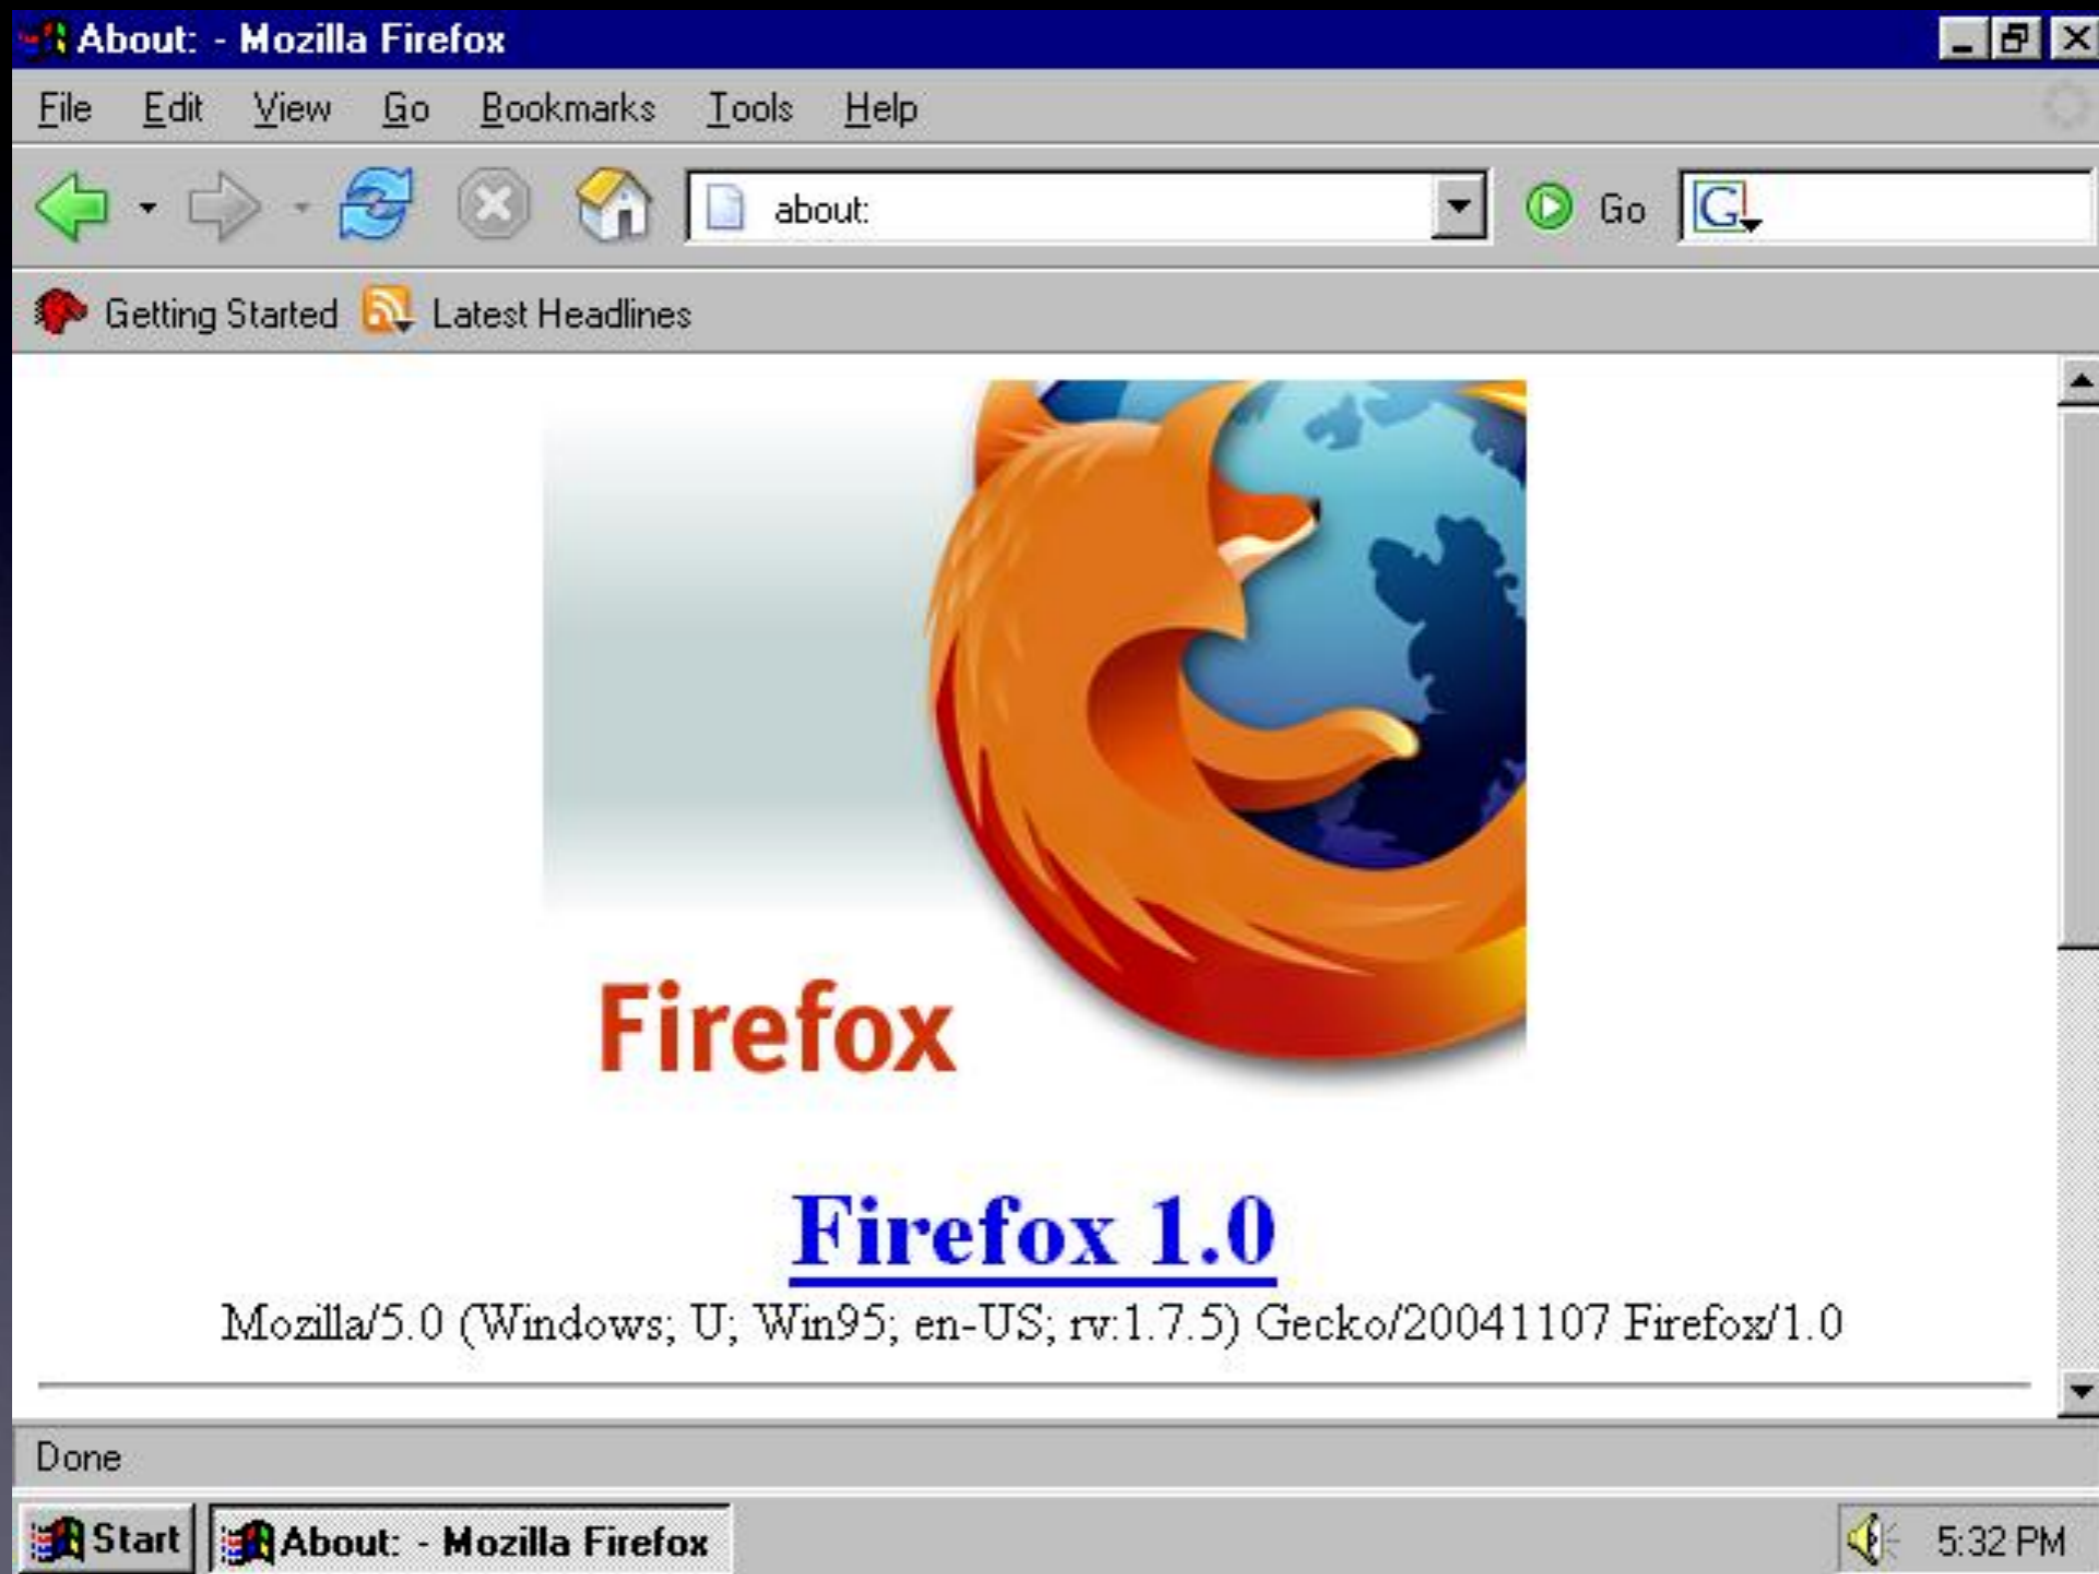 About: - Mozilla Firefox
File Edit View Go Bookmarks Tools Help
about: Go G
Getting Started Latest Headlines
Firefox
Firefox 1.0
Mozilla/5.0 (Windows; U; Win95; en-US; rv:1.7.5) Gecko/20041107 Firefox/1.0
Done
Start About: - Mozilla Firefox 5:32 PM